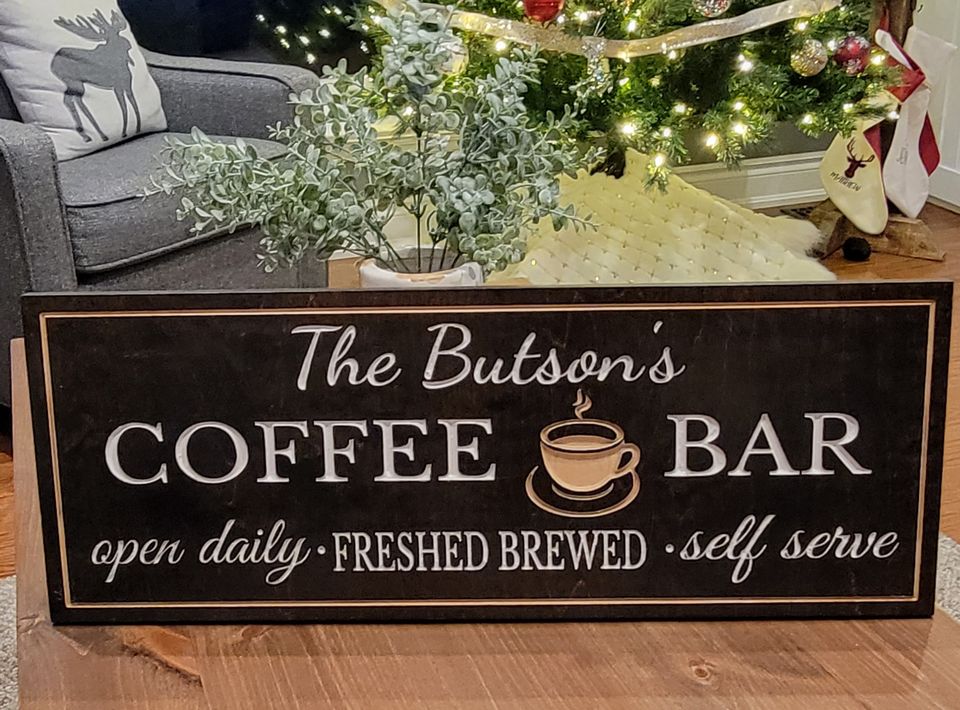 The Butson's
COFFEE BAR
open daily · FRESHED BREWED · self serve